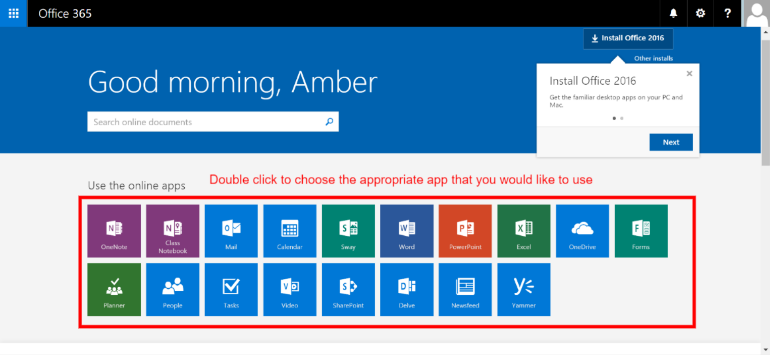 Office 365
?
Install Office 2016
Other installs
Good morning, Amber
Install Office 2016
Get the familiar desktop apps on your PC and
Mac.
Search online documents
Next
Use the online apps
Double click to choose the appropriate app that you would like to use
OneNote
Class
Notebook
Mail
Calendar
Sway
Word
PowerPoint
Excel
OneDrive
Forms
Planner
People
Tasks
Video
SharePoint
Delve
Newsfeed
Yammer